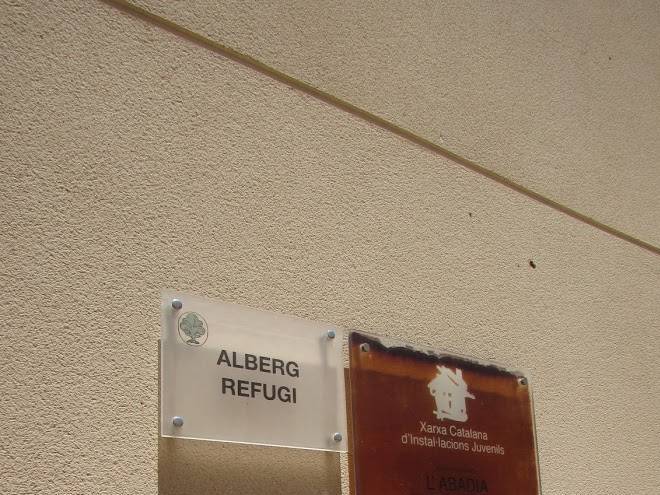 ALBERG
REFUGI
Xarxa Catalana
d'Instal·lacions Juvenils
L'ABADIA